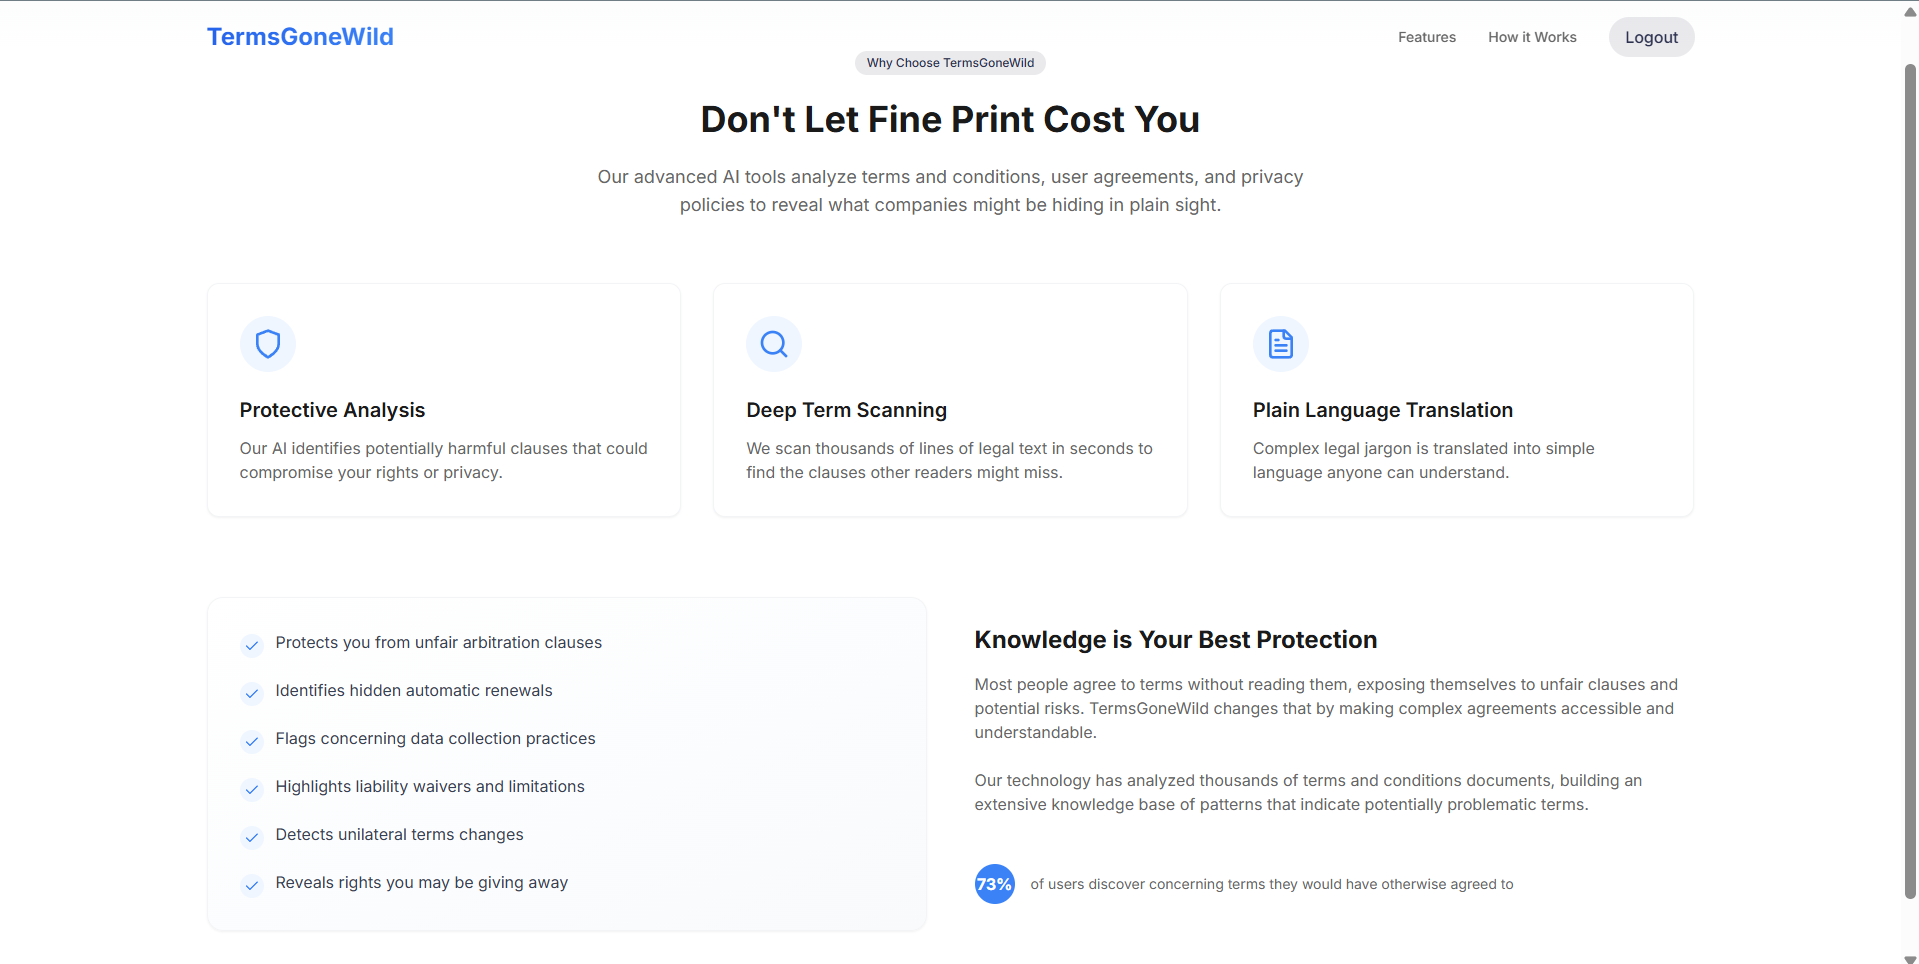 TermsGoneWild
Features
How it Works
Logout
Why Choose TermsGoneWild
Don't Let Fine Print Cost You
Our advanced AI tools analyze terms and conditions, user agreements, and privacy
policies to reveal what companies might be hiding in plain sight.
Protective Analysis
Our AI identifies potentially harmful clauses that could
compromise your rights or privacy.
Deep Term Scanning
We scan thousands of lines of legal text in seconds to
find the clauses other readers might miss.
Plain Language Translation
Complex legal jargon is translated into simple
language anyone can understand.
Protects you from unfair arbitration clauses
Identifies hidden automatic renewals
Flags concerning data collection practices
Highlights liability waivers and limitations
Detects unilateral terms changes
Reveals rights you may be giving away
Knowledge is Your Best Protection
Most people agree to terms without reading them, exposing themselves to unfair clauses and
potential risks. TermsGoneWild changes that by making complex agreements accessible and
understandable.
Our technology has analyzed thousands of terms and conditions documents, building an
extensive knowledge base of patterns that indicate potentially problematic terms.
73%
of users discover concerning terms they would have otherwise agreed to